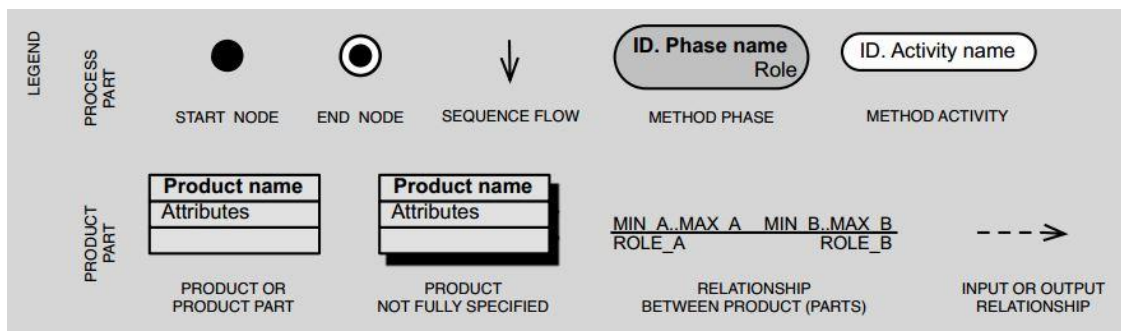 LEGEND
PROCESS
PART
ID. Phase name
Role
ID. Activity name
START NODE
END NODE
SEQUENCE FLOW
METHOD PHASE
METHOD ACTIVITY
PRODUCT
PART
Product name
Attributes
Product name
Attributes
MIN_A..MAX_A MIN_B..MAX_B
ROLE_A ROLE_B
PRODUCT OR
PRODUCT PART
PRODUCT
NOT FULLY SPECIFIED
RELATIONSHIP
BETWEEN PRODUCT (PARTS)
INPUT OR OUTPUT
RELATIONSHIP